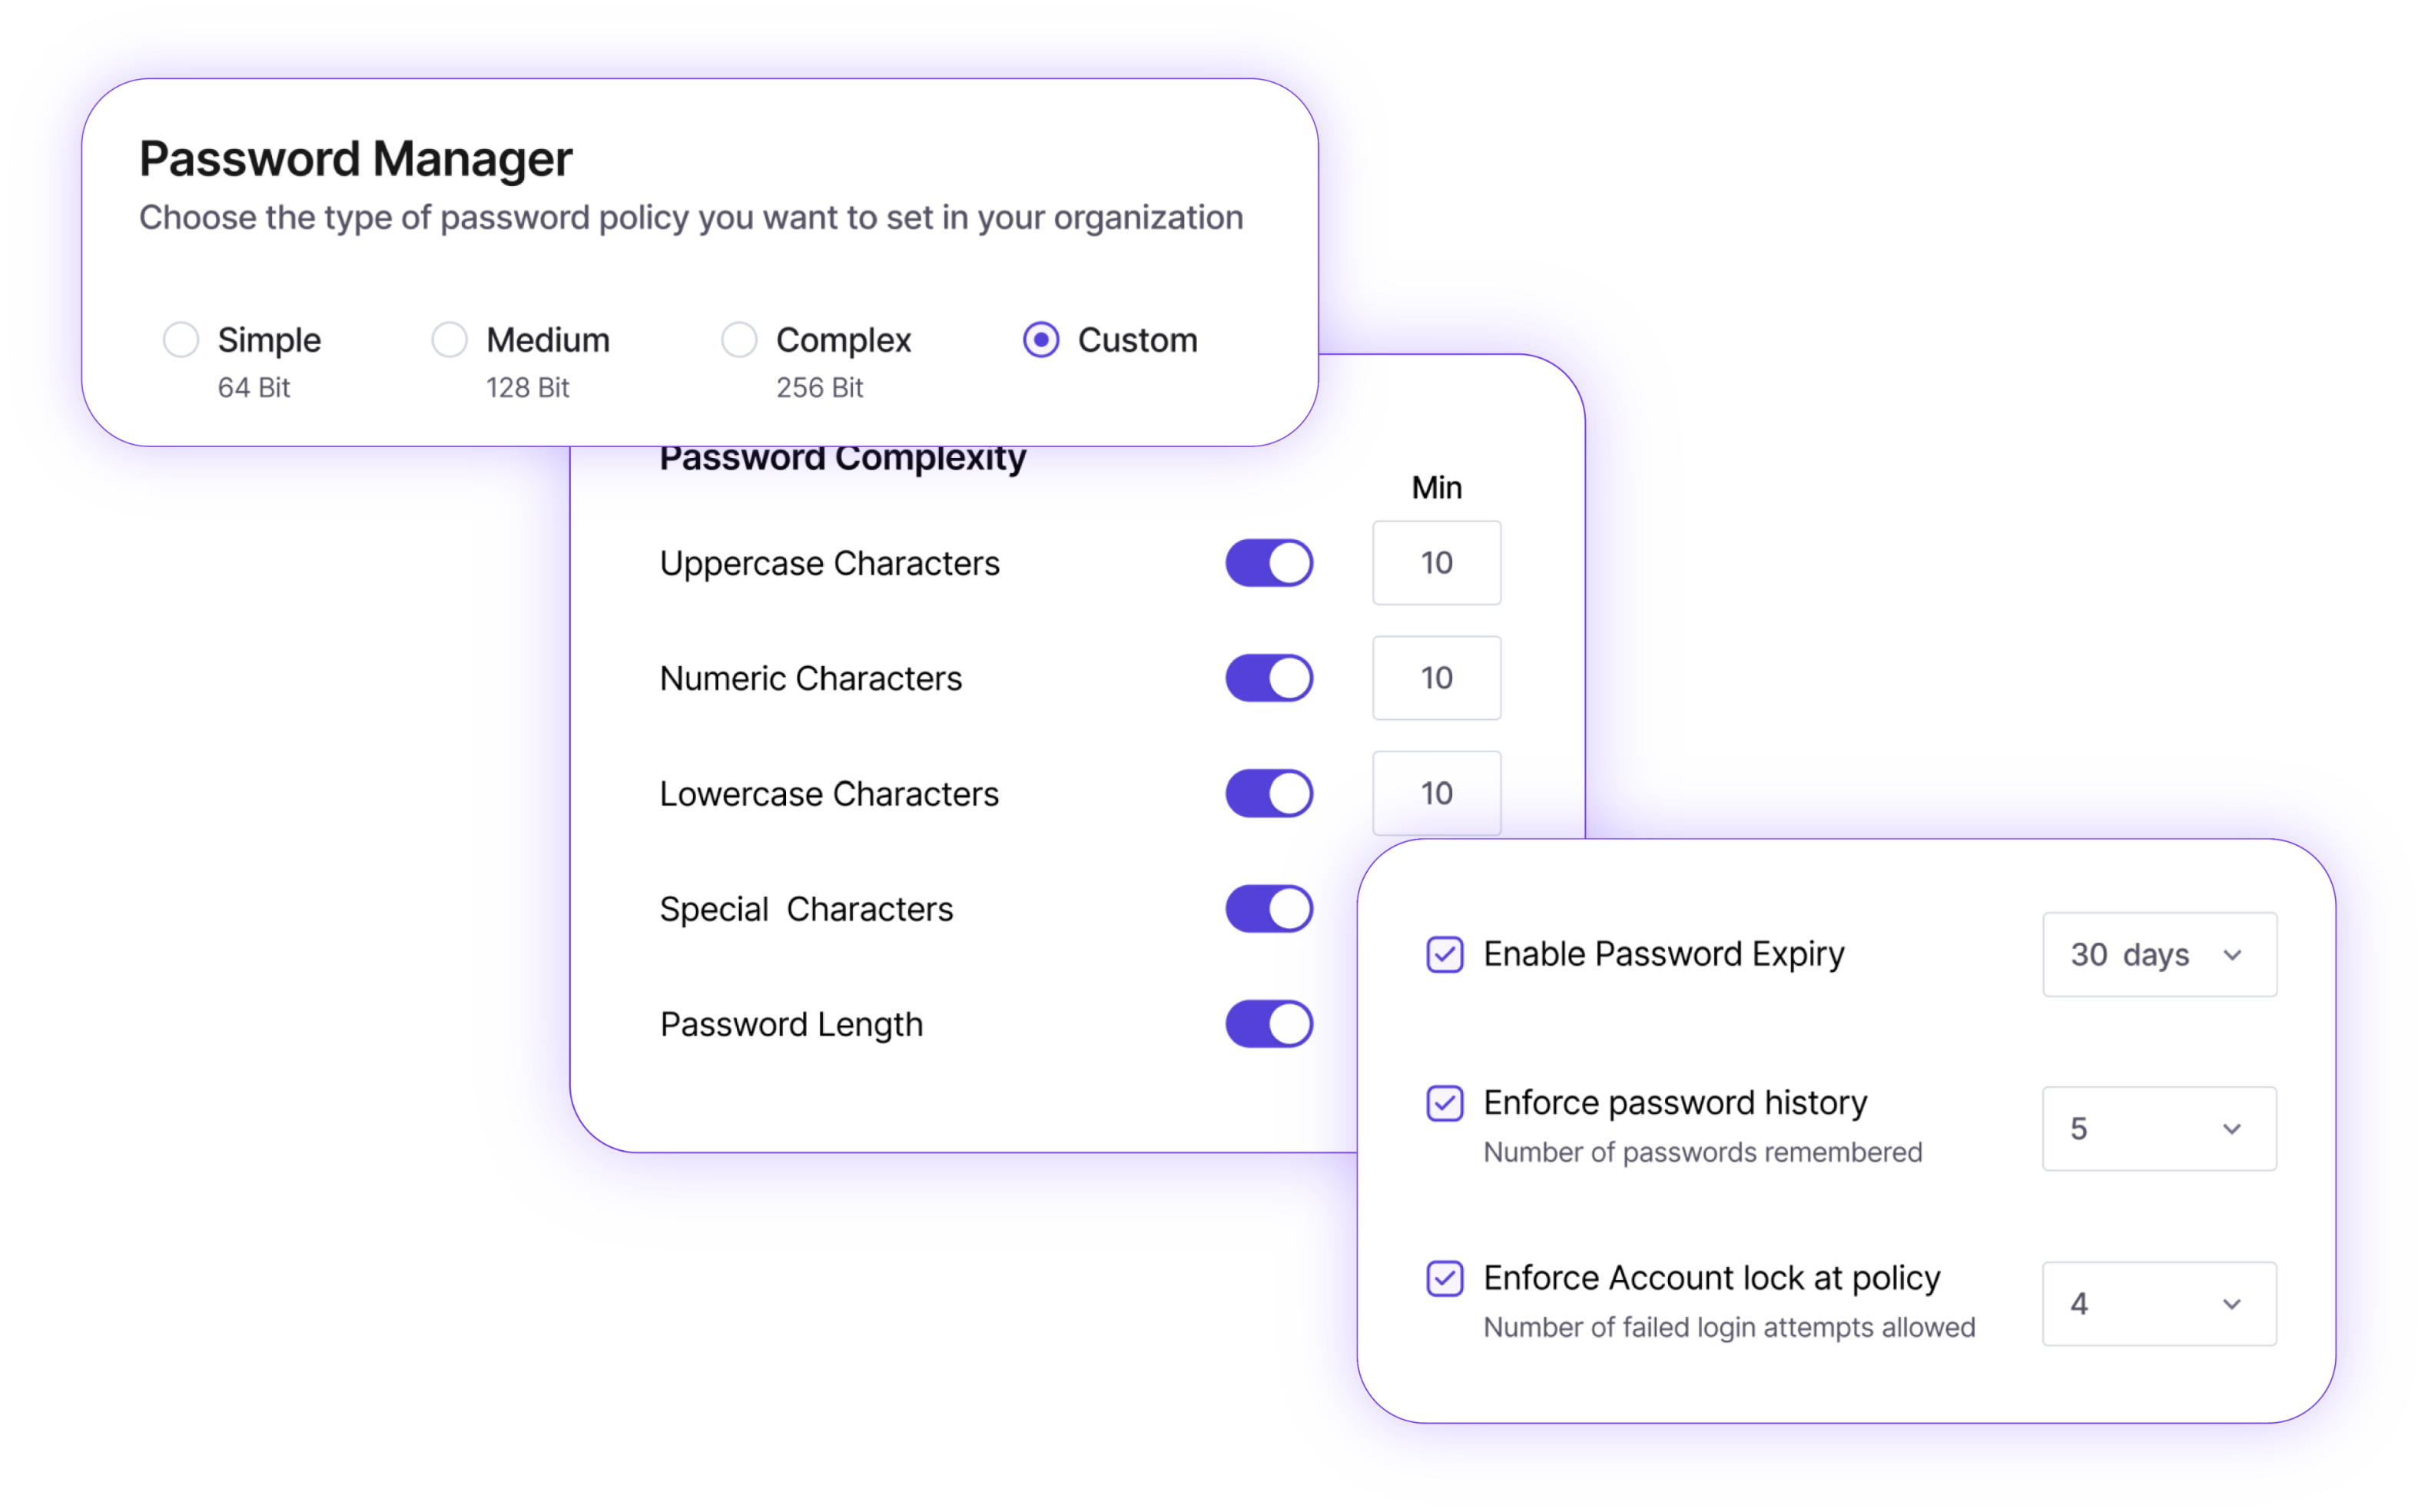 Password Manager
Choose the type of password policy you want to set in your organization
Simple
64 Bit
Medium
128 Bit
Complex
256 Bit
Custom
Password Complexity
Min
Uppercase Characters
10
Numeric Characters
10
Lowercase Characters
10
Special  Characters
Password Length
Enable Password Expiry
30  days
Enforce password history
Number of passwords remembered
5
Enforce Account lock at policy
Number of failed login attempts allowed
4